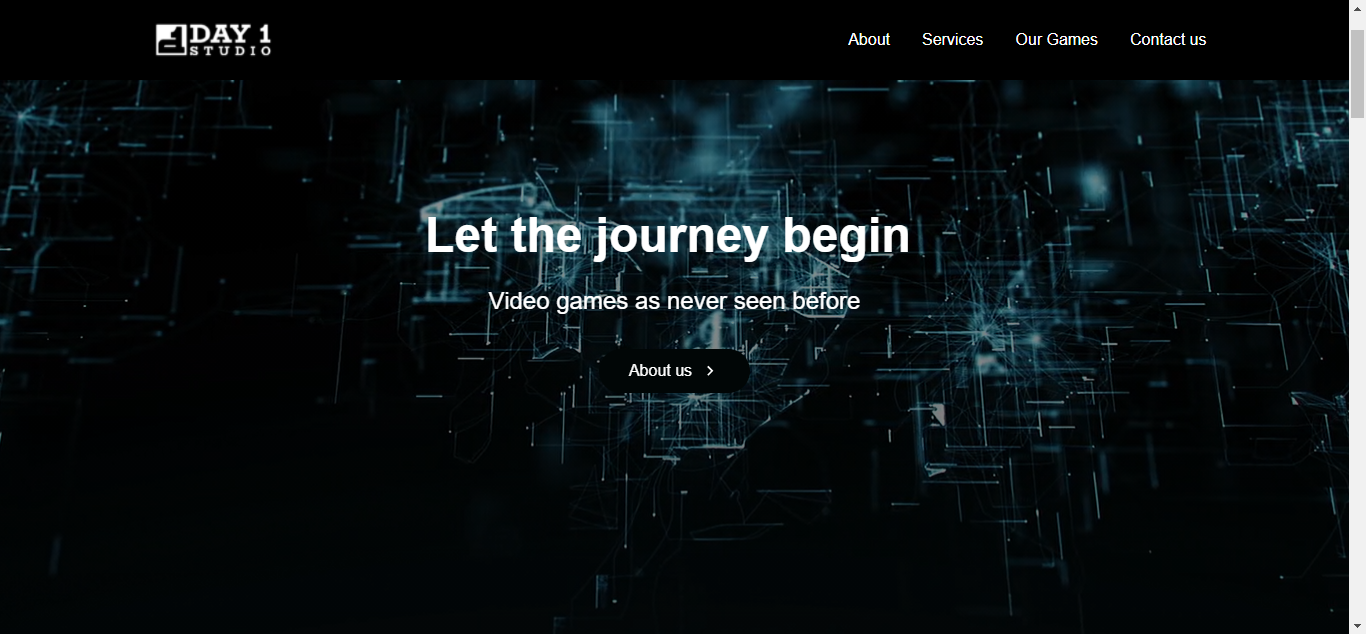 DAY 1
STUDIO
About
Services
Our Games
Contact us
Let the journey begin
Video games as never seen before
About us